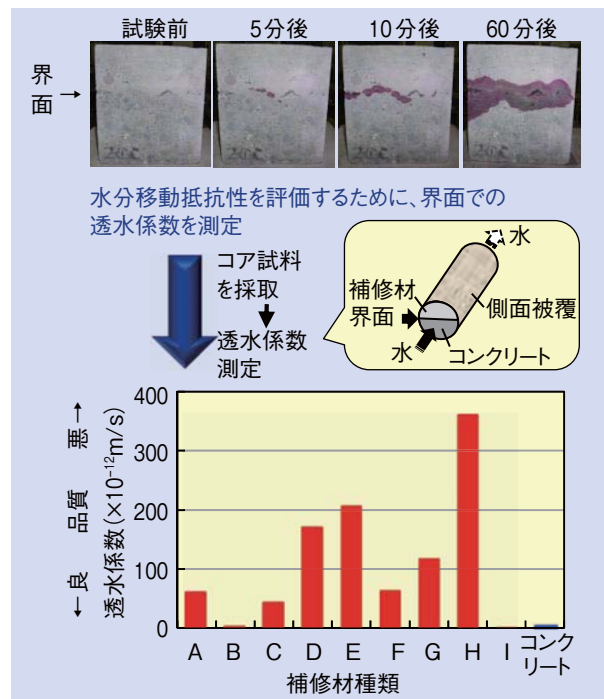 試験前 5分後 10分後 60分後
界面→
水分移動抵抗性を評価するために、界面での
透水係数を測定
コア試料
を採取
透水係数
測定
水
補修材
界面
側面被覆
水
コンクリート
←良 品質 悪→
透水係数(×10⁻¹²m/s)
400
300
200
100
0
A B C D E F G H I コンク
リート
補修材種類